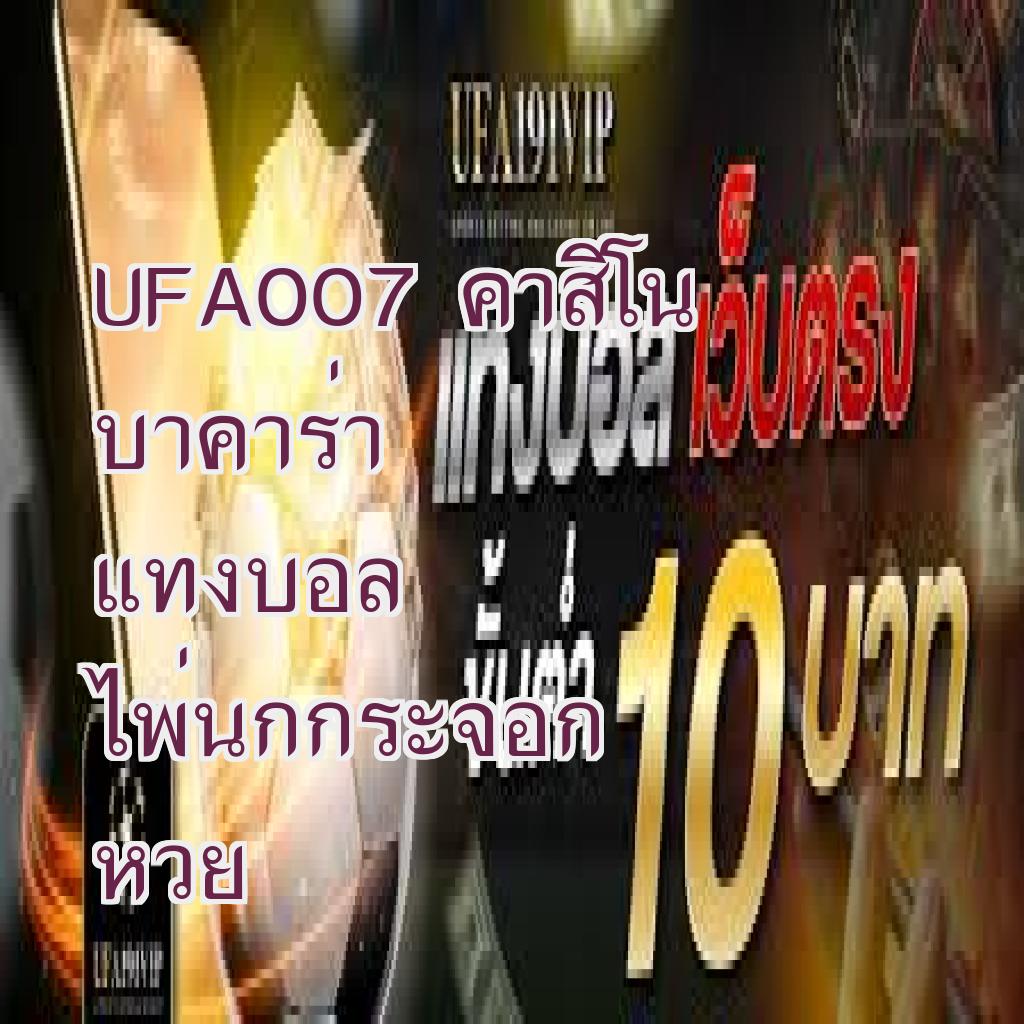 UFA191VIP
UFA007 คาสิโน
แทงบอลเว็บตรง
บาคาร่า
แทงบอล
ขั้นต่ำ 10 บาท
ไพ่นกกระจอก
หวย
UFA191VIP